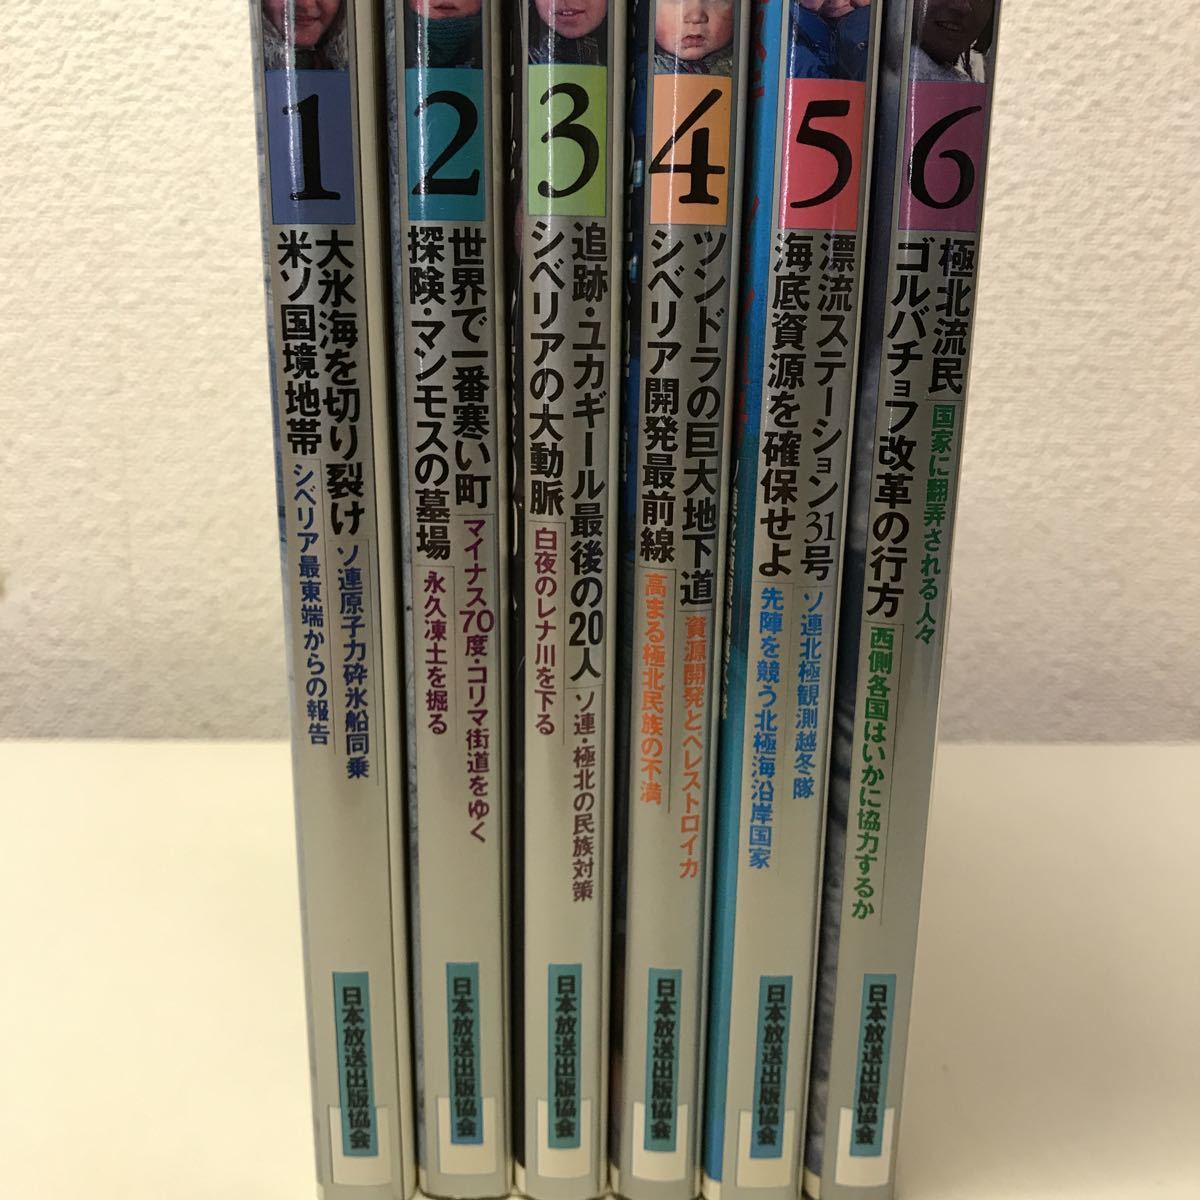 1
大氷海を切り裂け
ソ連原子力砕氷船同乗
米ソ国境地帯
シベリア最東端からの報告
日本放送出版協会
2
世界で一番寒い町
マイナス70度・コリマ街道をゆく
探険・マンモスの墓場
永久凍土を掘る
日本放送出版協会
3
追跡・ユカギール最後の20人
ソ連・極北の民族対策
シベリアの大動脈
白夜のレナ川を下る
日本放送出版協会
4
ツンドラの巨大地下道
資源開発とペレストロイカ
シベリア開発最前線
高まる極北民族の不満
日本放送出版協会
5
漂流ステーション31号
ソ連北極観測越冬隊
海底資源を確保せよ
先陣を競う北極海沿岸国家
日本放送出版協会
6
極北流民
国家に翻弄される人々
ゴルバチョフ改革の行方
西側各国はいかに協力するか
日本放送出版協会